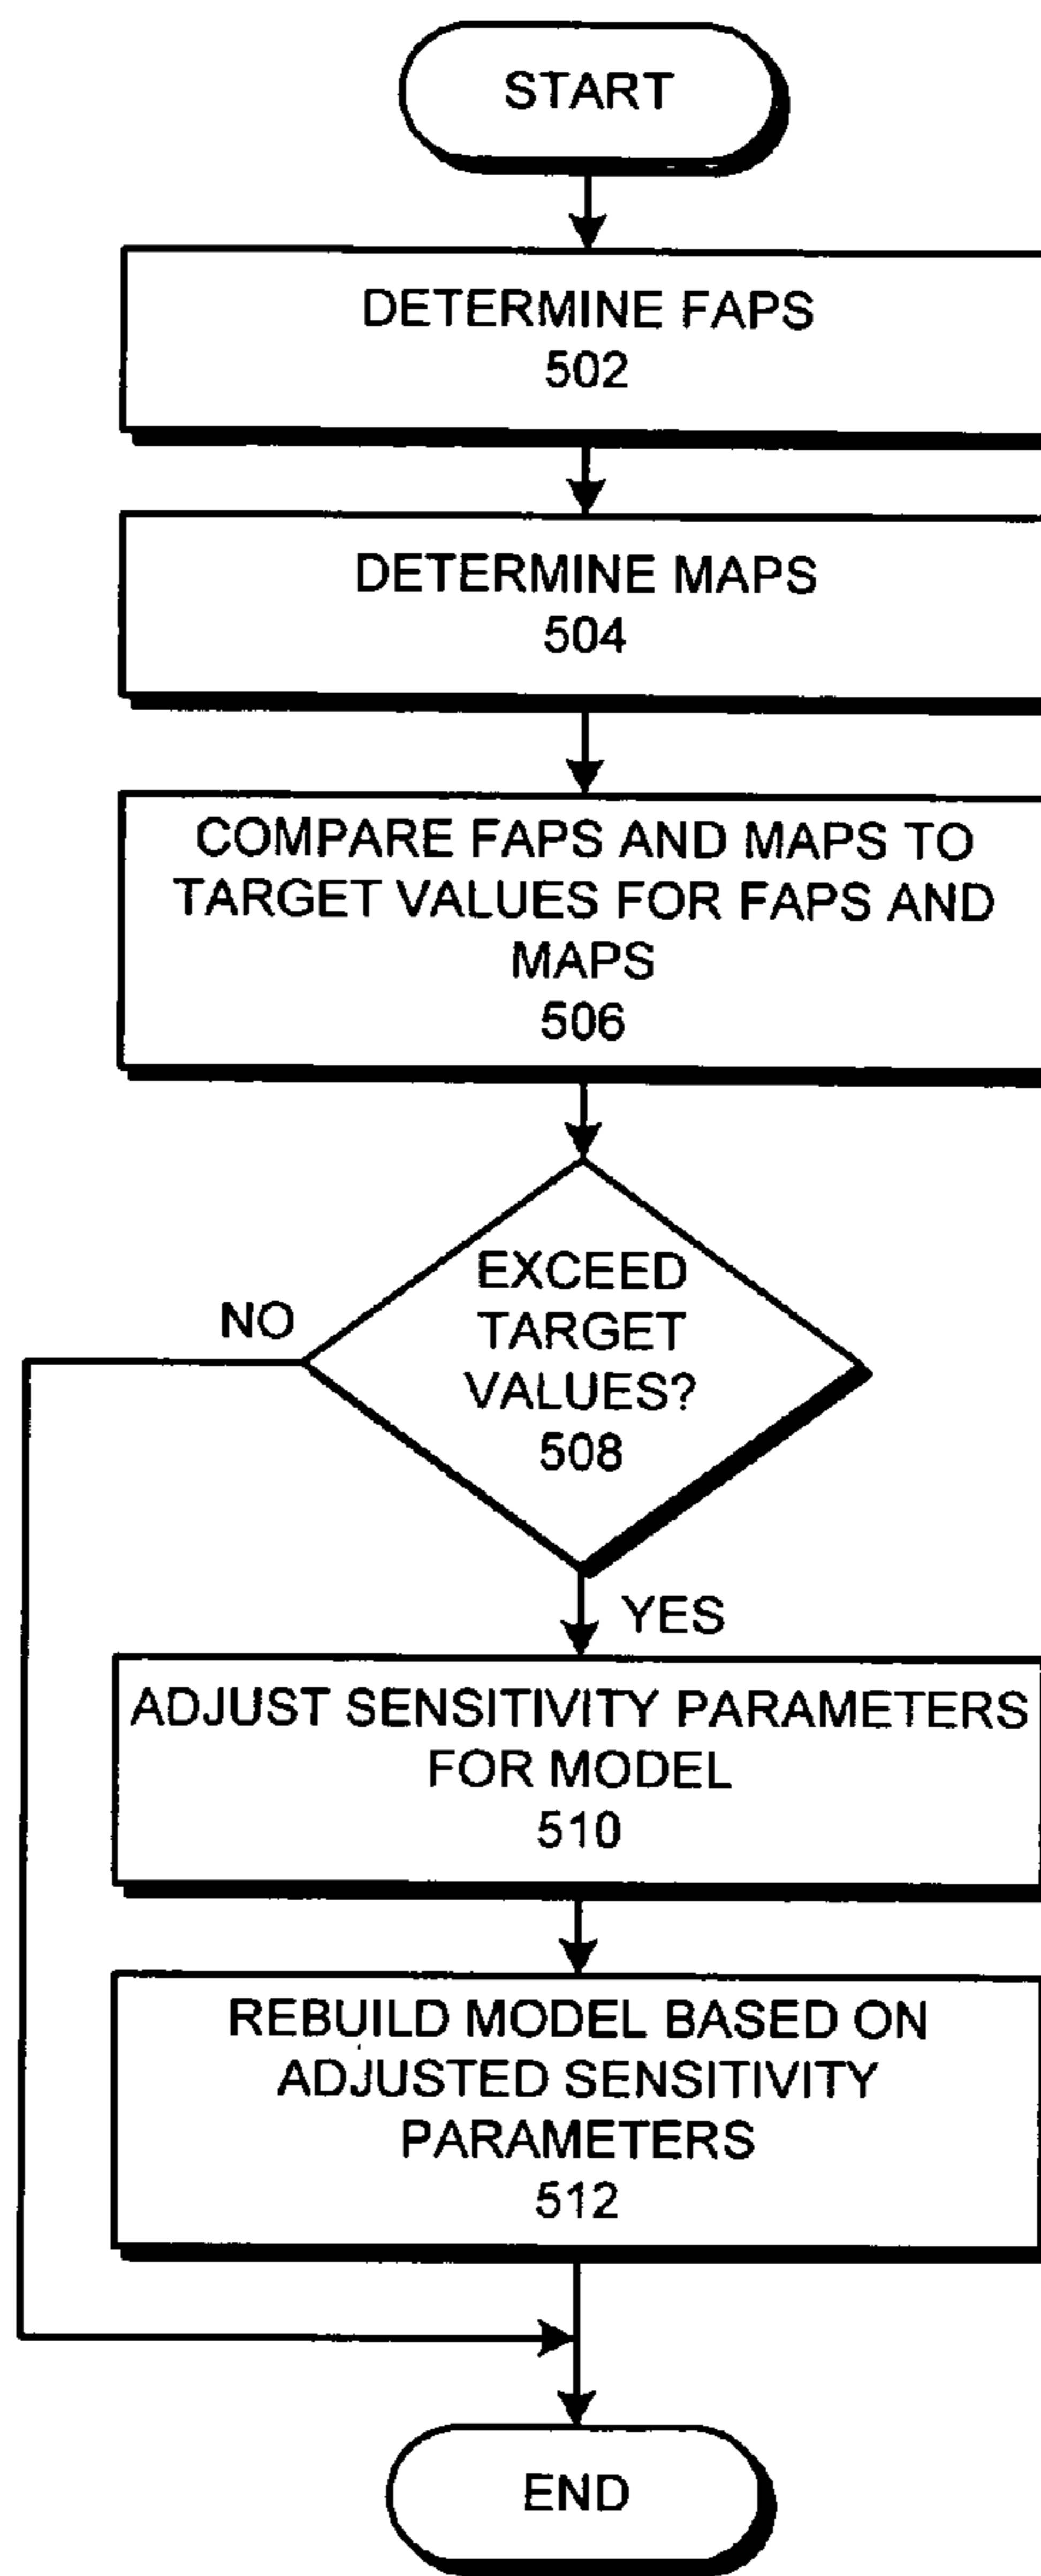 START
DETERMINE FAPS
502
DETERMINE MAPS
504
COMPARE FAPS AND MAPS TO
TARGET VALUES FOR FAPS AND
MAPS
506
EXCEED
TARGET
VALUES?
508
NO
YES
ADJUST SENSITIVITY PARAMETERS
FOR MODEL
510
REBUILD MODEL BASED ON
ADJUSTED SENSITIVITY
PARAMETERS
512
END